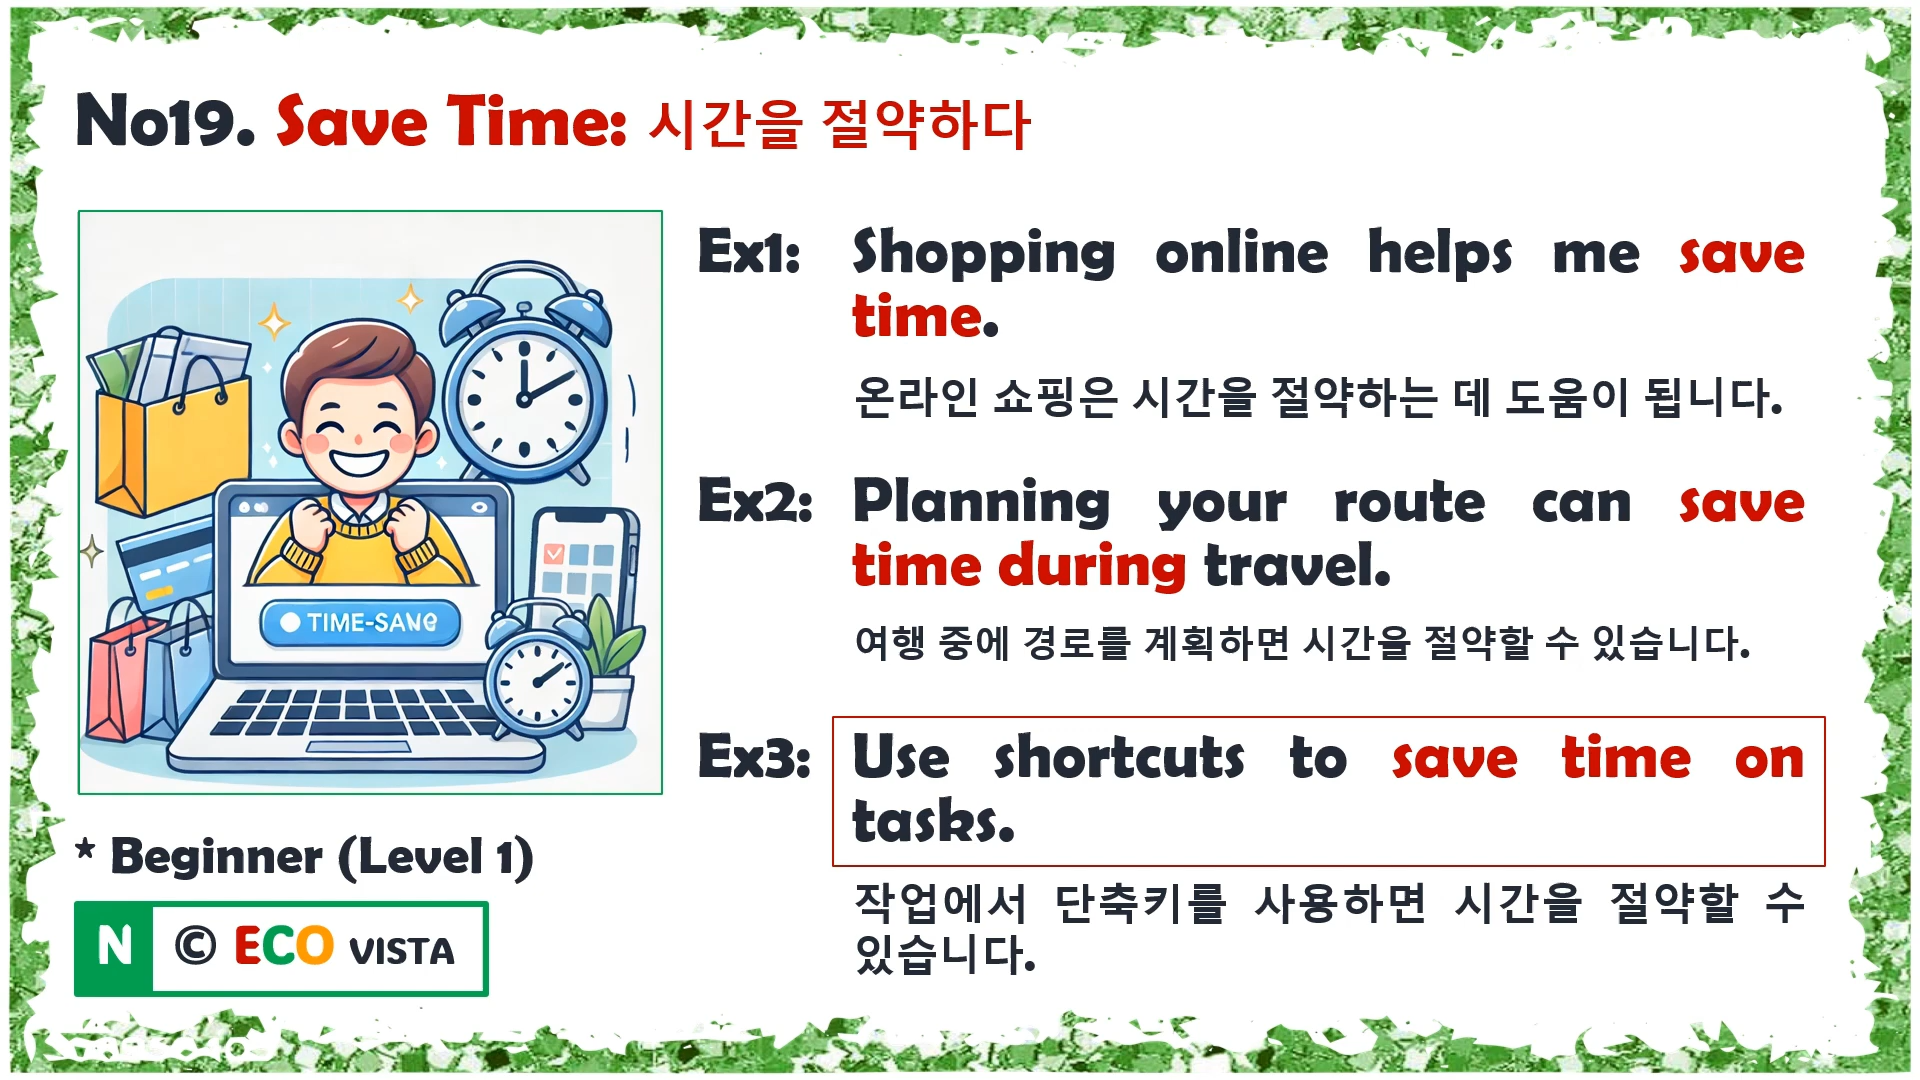 No19. Save Time: 시간을 절약하다
Ex1: Shopping online helps me save
time.
온라인 쇼핑은 시간을 절약하는 데 도움이 됩니다.
Ex2: Planning your route can save
time during travel.
여행 중에 경로를 계획하면 시간을 절약할 수 있습니다.
Ex3: Use shortcuts to save time on
tasks.
작업에서 단축키를 사용하면 시간을 절약할 수
있습니다.
TIME-SAVG
* Beginner (Level 1)
N © ECO VISTA